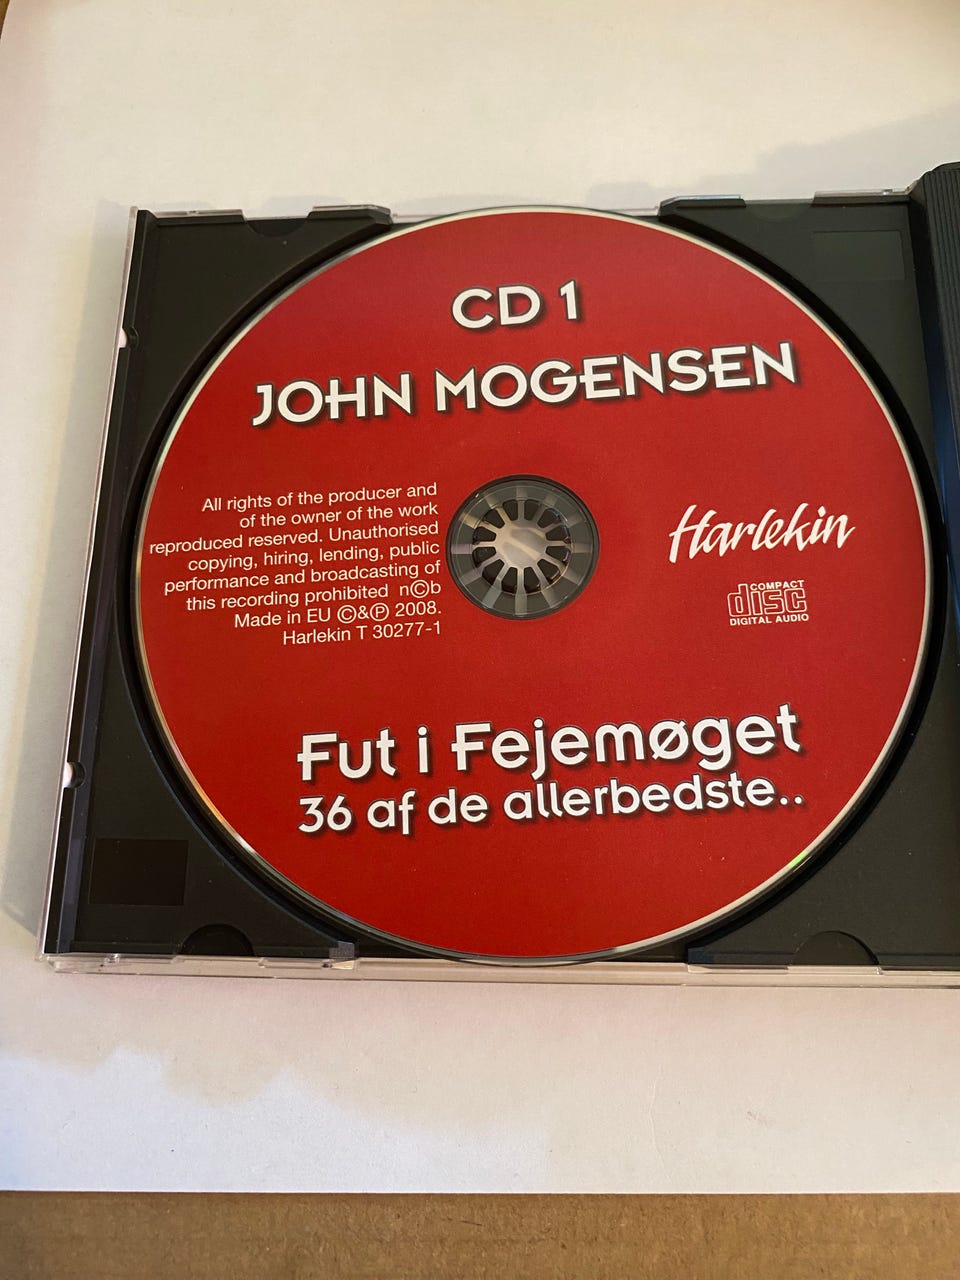 CD 1
JOHN MOGENSEN
All rights of the producer and
of the owner of the work
reproduced reserved. Unauthorised
copying, hiring, lending, public
performance and broadcasting of
this recording prohibited n©b
Made in EU ©&℗ 2008.
Harlekin T 30277-1
Harlekin
COMPACT
disc
DIGITAL AUDIO
Fut i Fejemøget
36 af de allerbedste..